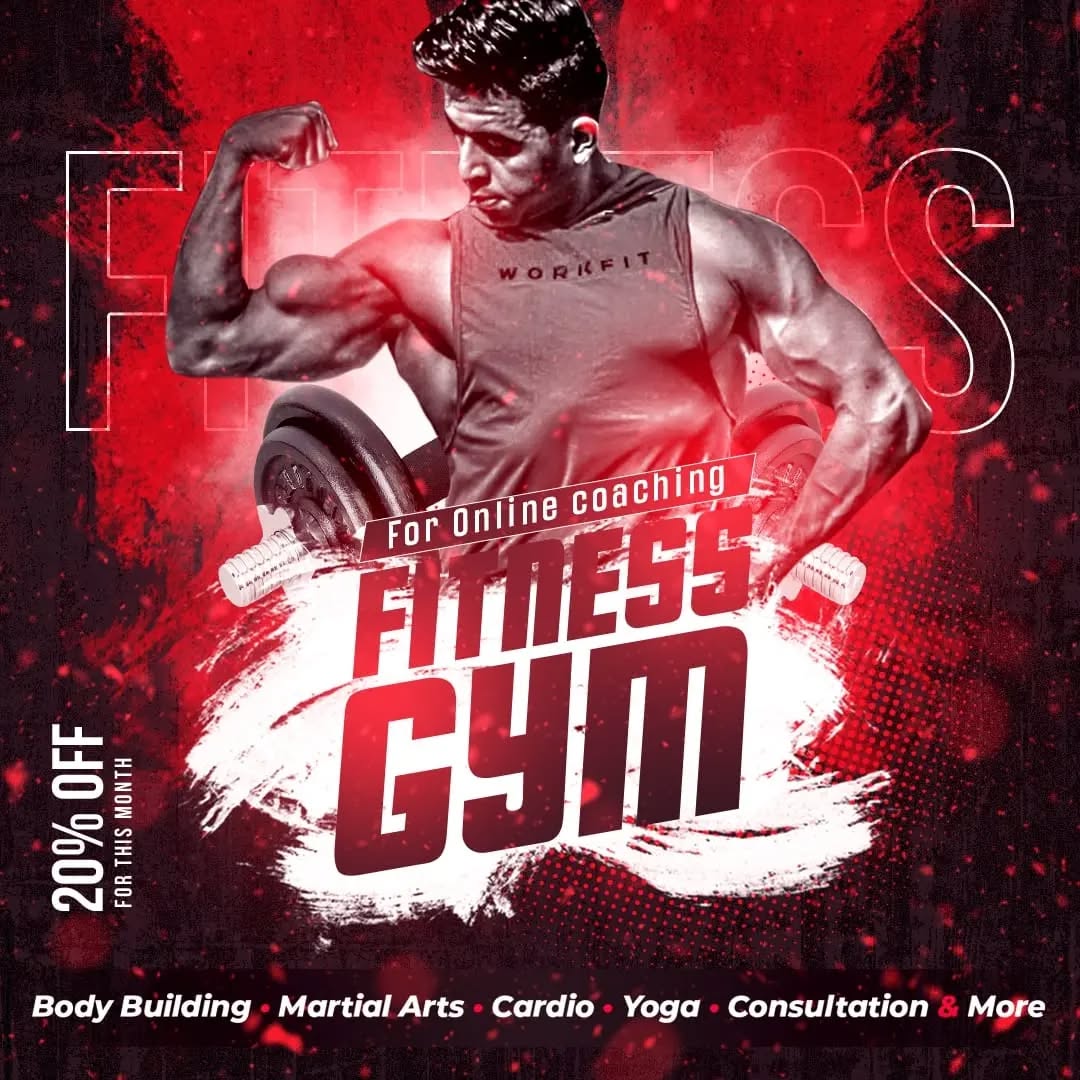 FITNESS
WORKFIT
For Online coaching
FITNESS
GYM
20% OFF
FOR THIS MONTH
Body Building • Martial Arts • Cardio • Yoga • Consultation & More